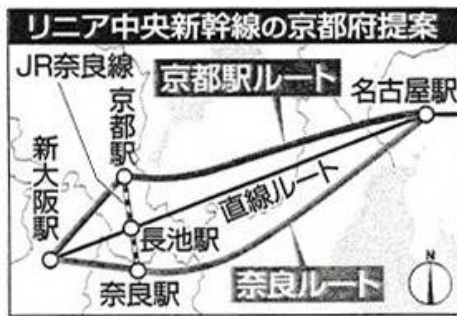 リニア中央新幹線の京都府提案
JR奈良線
京都駅ルート
名古屋駅
京都駅
新大阪駅
直線ルート
長池駅
奈良ルート
奈良駅
N